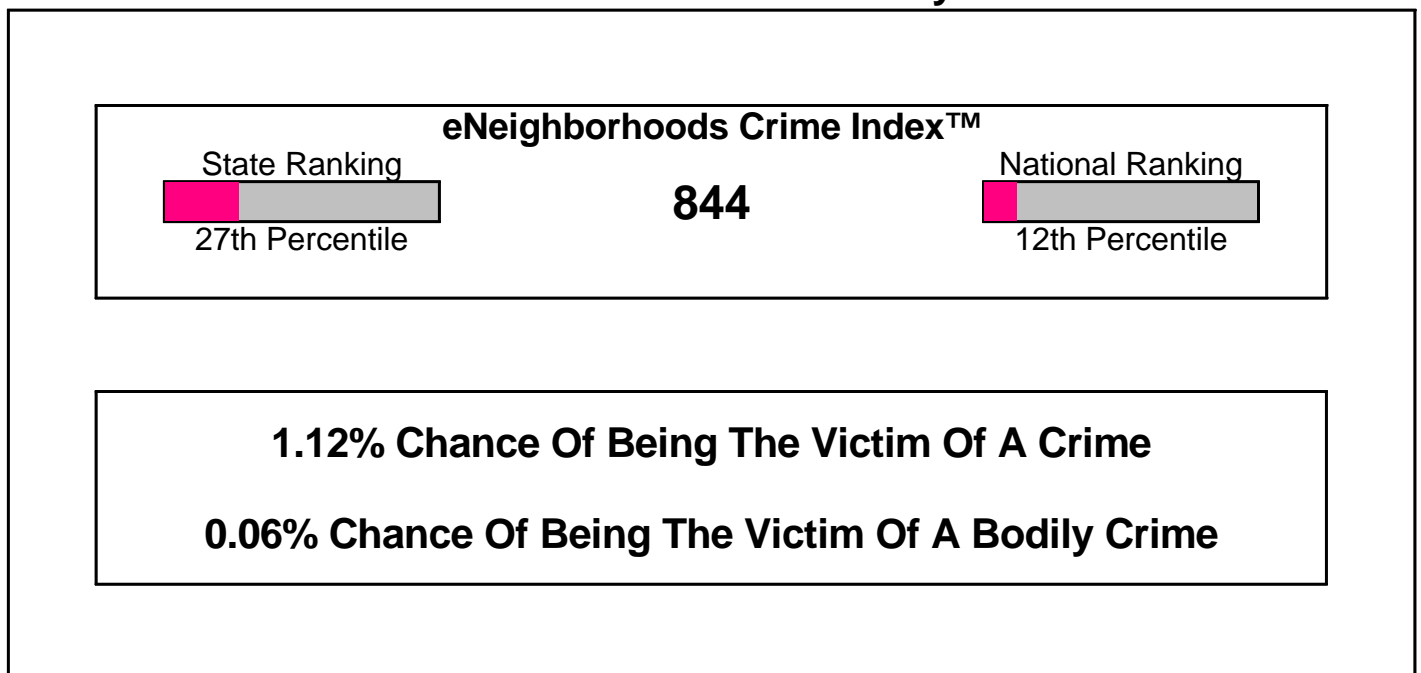 eNeighborhoods Crime Index™
State Ranking
844
National Ranking
27th Percentile
12th Percentile
1.12% Chance Of Being The Victim Of A Crime
0.06% Chance Of Being The Victim Of A Bodily Crime